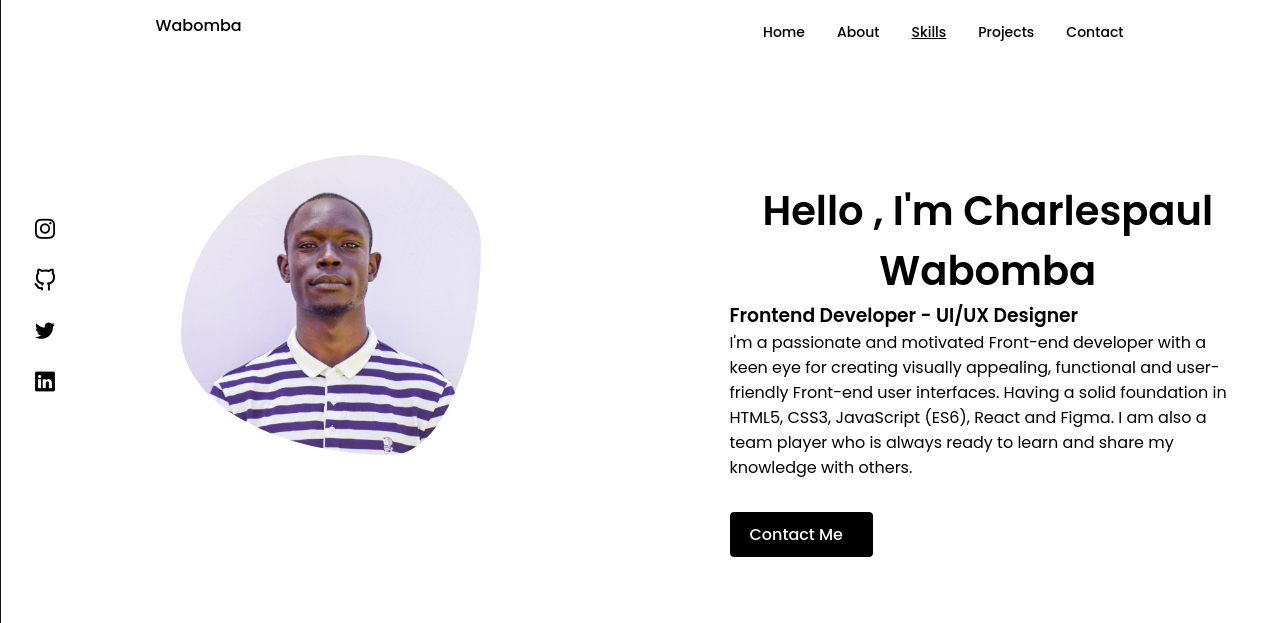 Wabomba
Home About Skills Projects Contact
Hello , I'm Charlespaul
Wabomba
Frontend Developer - UI/UX Designer
I'm a passionate and motivated Front-end developer with a
keen eye for creating visually appealing, functional and user-
friendly Front-end user interfaces. Having a solid foundation in
HTML5, CSS3, JavaScript (ES6), React and Figma. I am also a
team player who is always ready to learn and share my
knowledge with others.
Contact Me